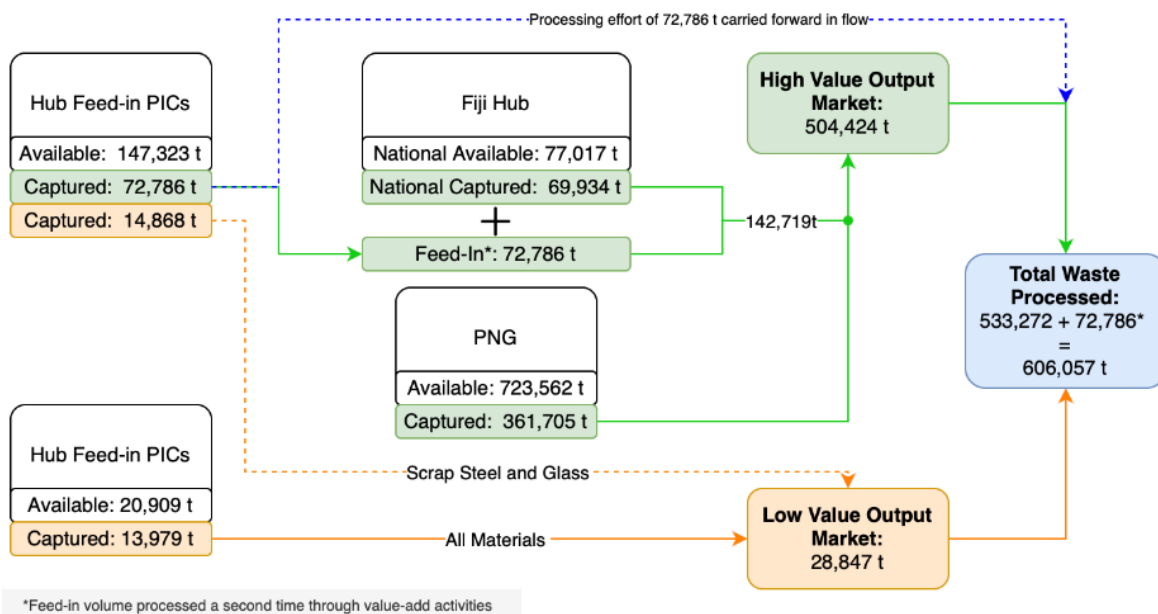 Processing effort of 72,786 t carried forward in flow
Hub Feed-in PICs
Available: 147,323 t
Captured: 72,786 t
Captured: 14,868 t
Fiji Hub
National Available: 77,017 t
National Captured: 69,934 t
+
Feed-In*: 72,786 t
142,719t
High Value Output
Market:
504,424 t
PNG
Available: 723,562 t
Captured: 361,705 t
Total Waste
Processed:
533,272 + 72,786*
=
606,057 t
Hub Feed-in PICs
Available: 20,909 t
Captured: 13,979 t
Scrap Steel and Glass
All Materials
Low Value Output
Market:
28,847 t
*Feed-in volume processed a second time through value-add activities